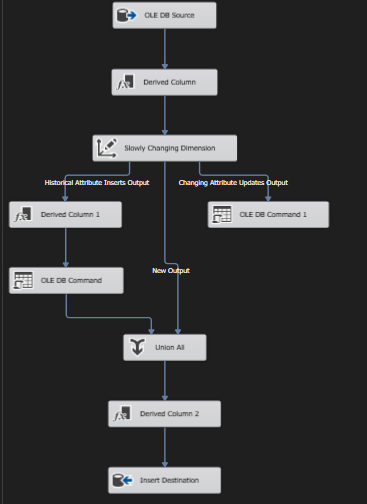 OLE DB Source
Derived Column
Slowly Changing Dimension
Historical Attribute Inserts Output
Changing Attribute Updates Output
Derived Column 1
OLE DB Command 1
New Output
OLE DB Command
Union All
Derived Column 2
Insert Destination